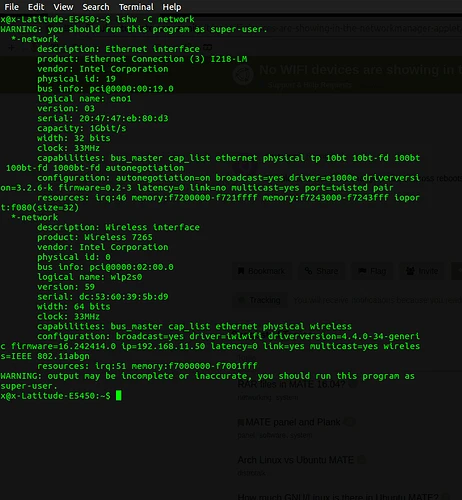 File Edit View Search Terminal Help
x@x-Latitude-E5450:~$ lshw -C network
WARNING: you should run this program as super-user.
*-network
description: Ethernet interface
product: Ethernet Connection (3) I218-LM
vendor: Intel Corporation
physical id: 19
bus info: pci@0000:00:19.0
logical name: eno1
version: 03
serial: 20:47:47:eb:80:d3
capacity: 1Gbit/s
width: 32 bits
clock: 33MHz
capabilities: bus_master cap_list ethernet physical tp 10bt 10bt-fd 100bt
100bt-fd 1000bt-fd autonegotiation
configuration: autonegotiation=on broadcast=yes driver=e1000e driverversi
on=3.2.6-k firmware=0.2-3 latency=0 link=no multicast=yes port=twisted pair
resources: irq:46 memory:f7200000-f721ffff memory:f7243000-f7243fff iopor
t:f080(size=32)
*-network
description: Wireless interface
product: Wireless 7265
vendor: Intel Corporation
physical id: 0
bus info: pci@0000:02:00.0
logical name: wlp2s0
version: 59
serial: dc:53:60:39:5b:d9
width: 64 bits
clock: 33MHz
capabilities: bus_master cap_list ethernet physical wireless
configuration: broadcast=yes driver=iwlwifi driverversion=4.4.0-34-generi
c firmware=16.242414.0 ip=192.168.11.50 latency=0 link=yes multicast=yes wireles
s=IEEE 802.11abgn
resources: irq:51 memory:f7000000-f7001fff
WARNING: output may be incomplete or inaccurate, you should run this program as
super-user.
x@x-Latitude-E5450:~$
No WiFi devices are showing in
Bookmark Share Flag Invite
Tracking
MATE panel and Plank
Arch Linux vs Ubuntu MATE